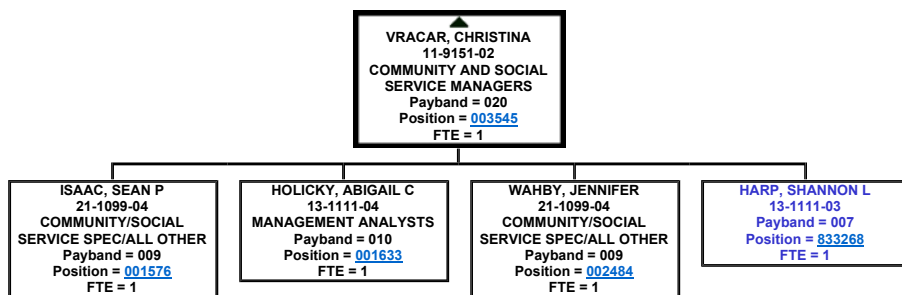 VRACAR, CHRISTINA
11-9151-02
COMMUNITY AND SOCIAL
SERVICE MANAGERS
Payband = 020
Position = 003545
FTE = 1
ISAAC, SEAN P
21-1099-04
COMMUNITY/SOCIAL
SERVICE SPEC/ALL OTHER
Payband = 009
Position = 001576
FTE = 1
HOLICKY, ABIGAIL C
13-1111-04
MANAGEMENT ANALYSTS
Payband = 010
Position = 001633
FTE = 1
WAHBY, JENNIFER
21-1099-04
COMMUNITY/SOCIAL
SERVICE SPEC/ALL OTHER
Payband = 009
Position = 002484
FTE = 1
HARP, SHANNON L
13-1111-03
Payband = 007
Position = 833268
FTE = 1